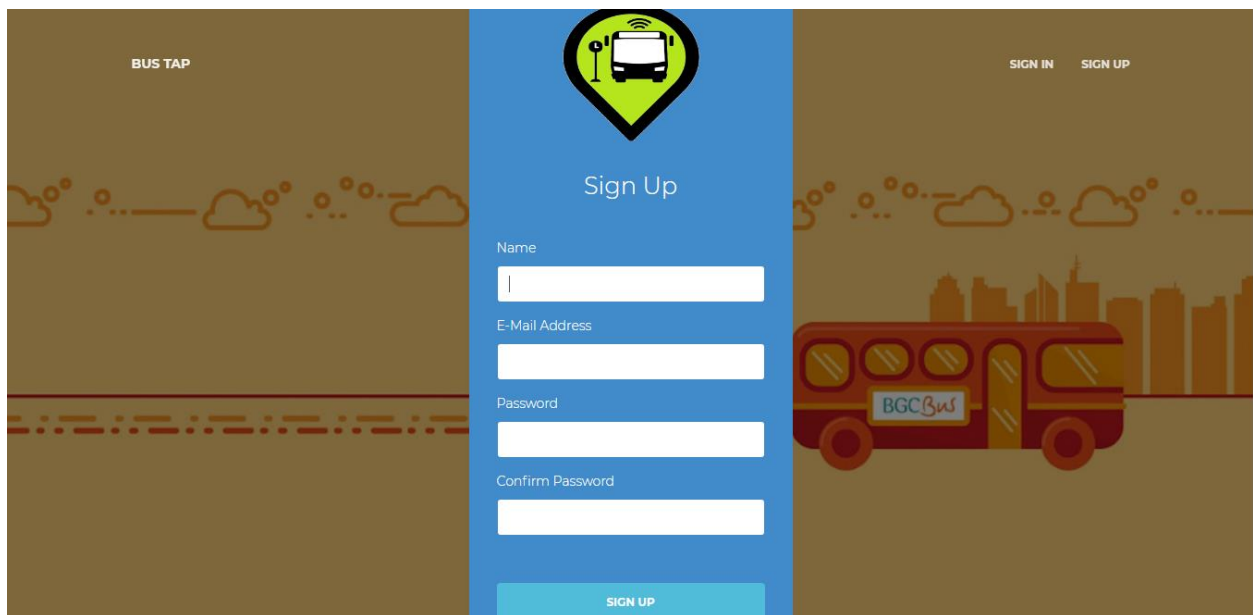 BUS TAP
SIGN IN SIGN UP
Sign Up
Name
E-Mail Address
Password
Confirm Password
BGCBus
SIGN UP